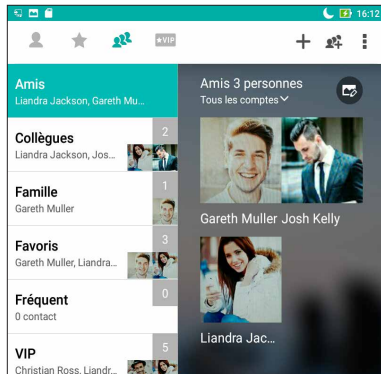 16:12
★VIP
Amis
Liandra Jackson, Gareth Mu...
Collègues
Liandra Jackson, Jos...
2
Famille
Gareth Muller
1
Favoris
Gareth Muller, Liandra...
3
Fréquent
0 contact
0
VIP
Christian Ross, Liandr...
5
Amis 3 personnes
Tous les comptes
Gareth Muller Josh Kelly
Liandra Jac...